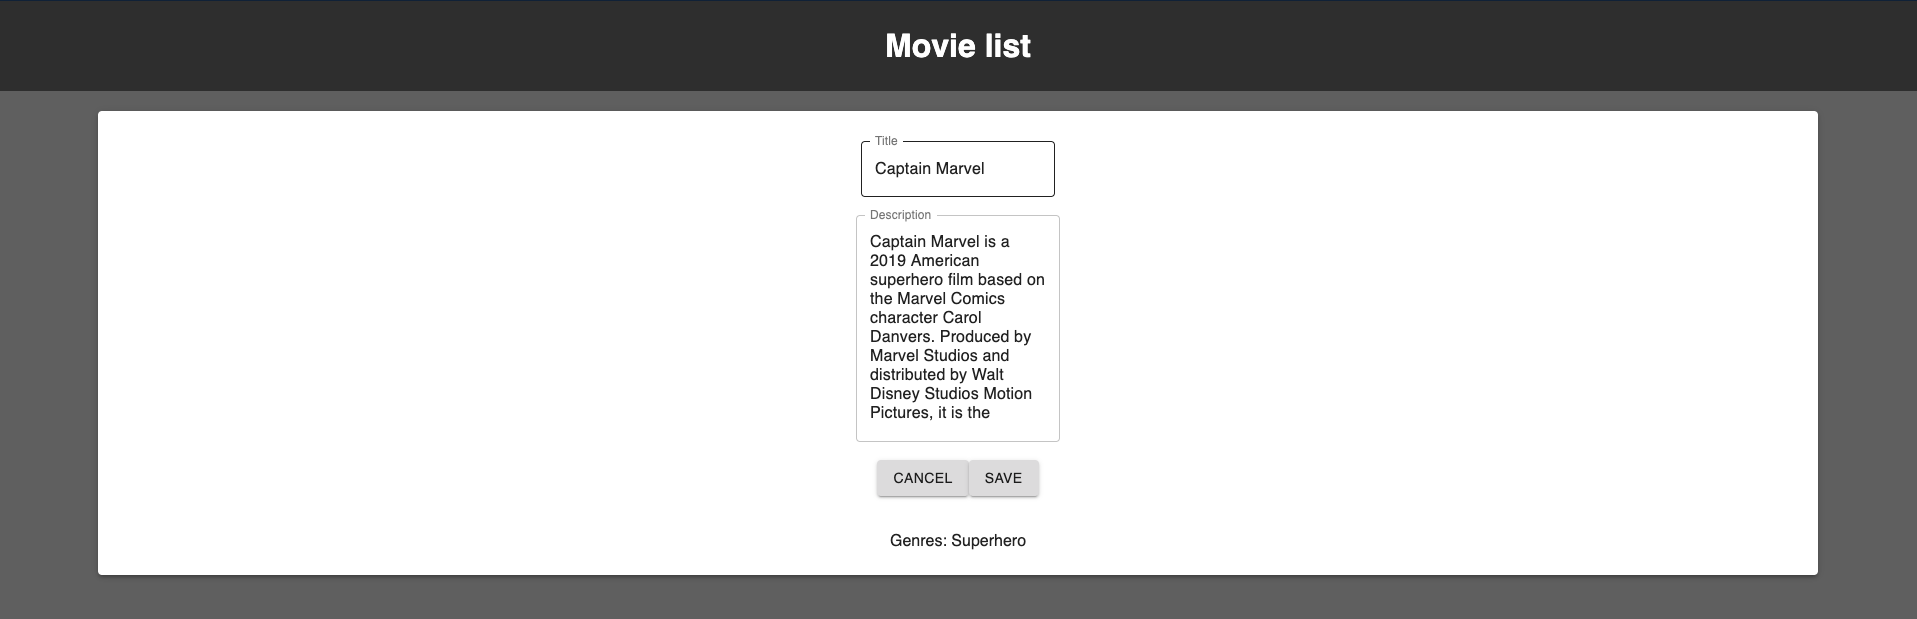 Movie list
Title
Captain Marvel
Description
Captain Marvel is a
2019 American
superhero film based on
the Marvel Comics
character Carol
Danvers. Produced by
Marvel Studios and
distributed by Walt
Disney Studios Motion
Pictures, it is the
CANCEL SAVE
Genres: Superhero